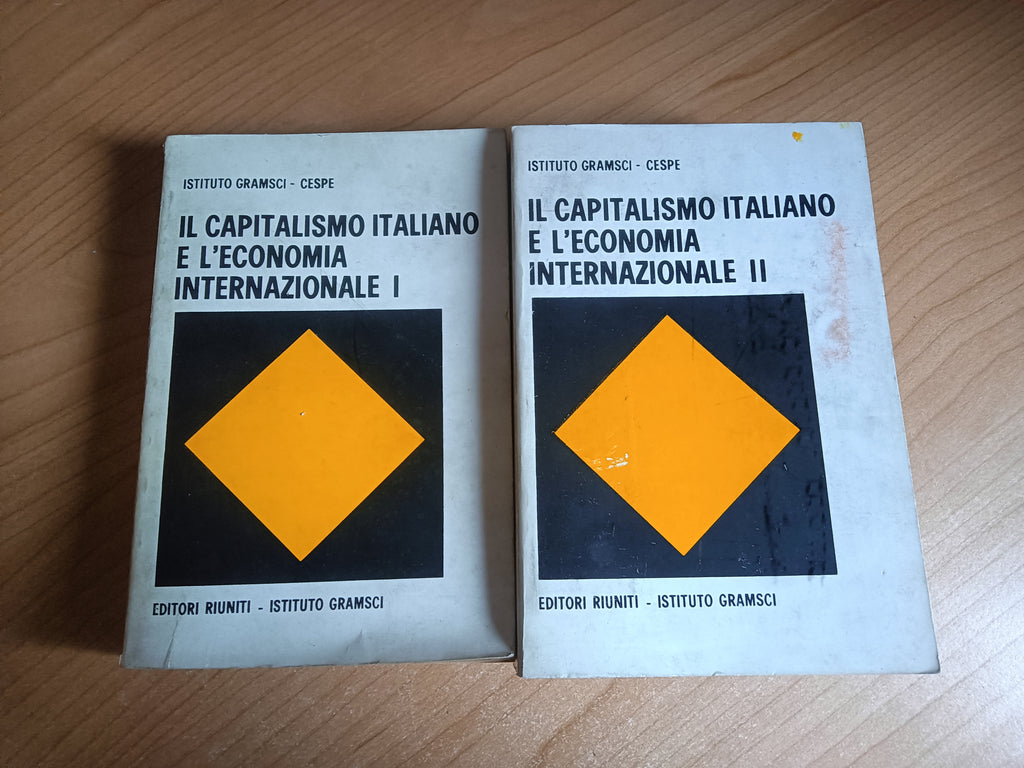 ISTITUTO GRAMSCI - CESPE
IL CAPITALISMO ITALIANO
E L'ECONOMIA
INTERNAZIONALE I
EDITORI RIUNITI - ISTITUTO GRAMSCI
ISTITUTO GRAMSCI - CESPE
IL CAPITALISMO ITALIANO
E L'ECONOMIA
INTERNAZIONALE II
EDITORI RIUNITI - ISTITUTO GRAMSCI